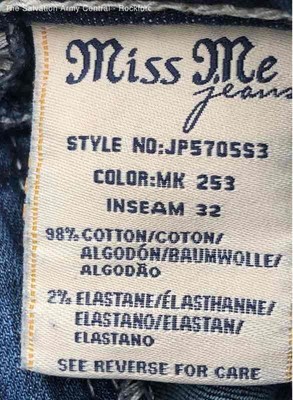 The Salvation Army Central - Rockford
Miss Me
jeans
STYLE NO:JP5705S3
COLOR:MK 253
INSEAM 32
98% COTTON/COTON/
ALGODÓN/BAUMWOLLE/
ALGODÃO
2% ELASTANE/ÉLASTHANNE/
ELASTANO/ELASTAN/
ELASTANO
SEE REVERSE FOR CARE